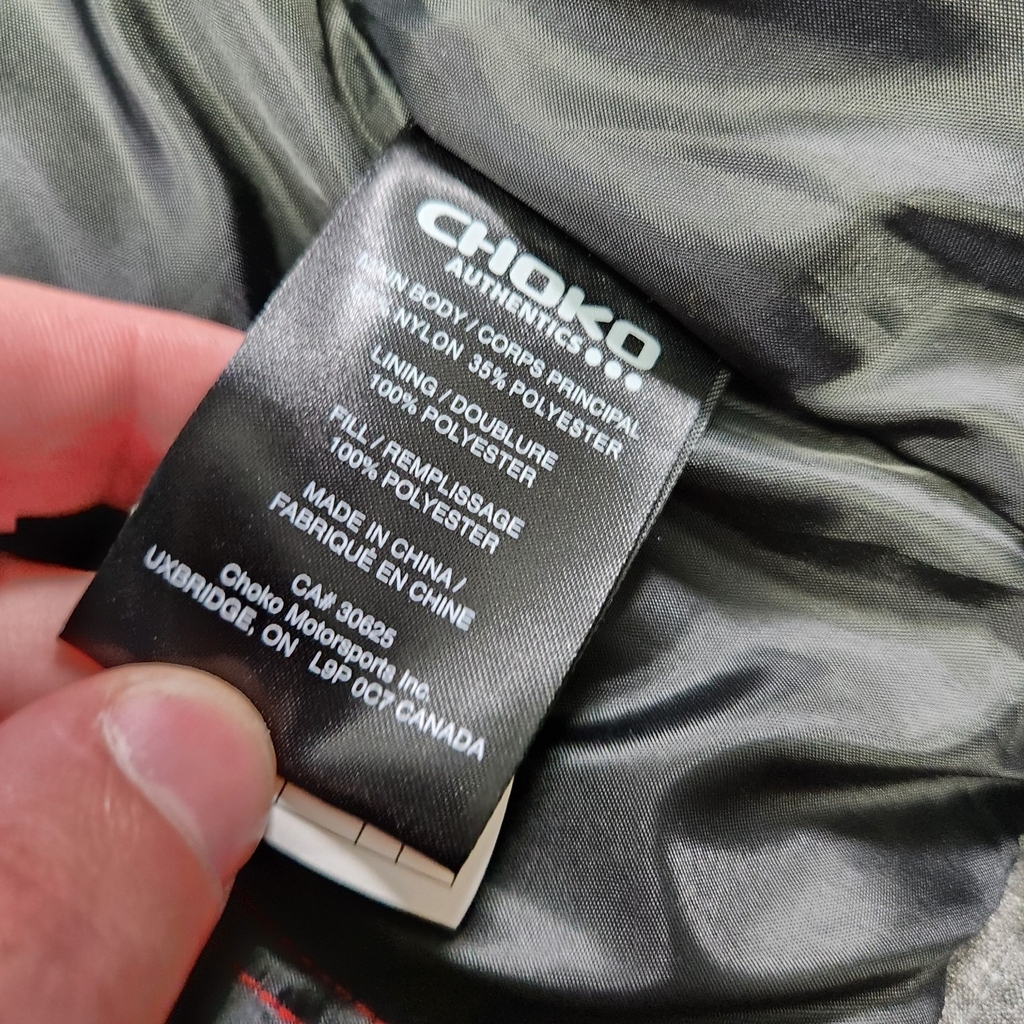 CHOKO
AUTHENTICS
BODY / CORPS PRINCIPAL
NYLON 35% POLYESTER
LINING / DOUBLURE
100% POLYESTER
FILL / REMPLISSAGE
100% POLYESTER
MADE IN CHINA /
FABRIQUÉ EN CHINE
CA# 30625
Choko Motorsports Inc.
UXBRIDGE, ON L9P 0C7 CANADA